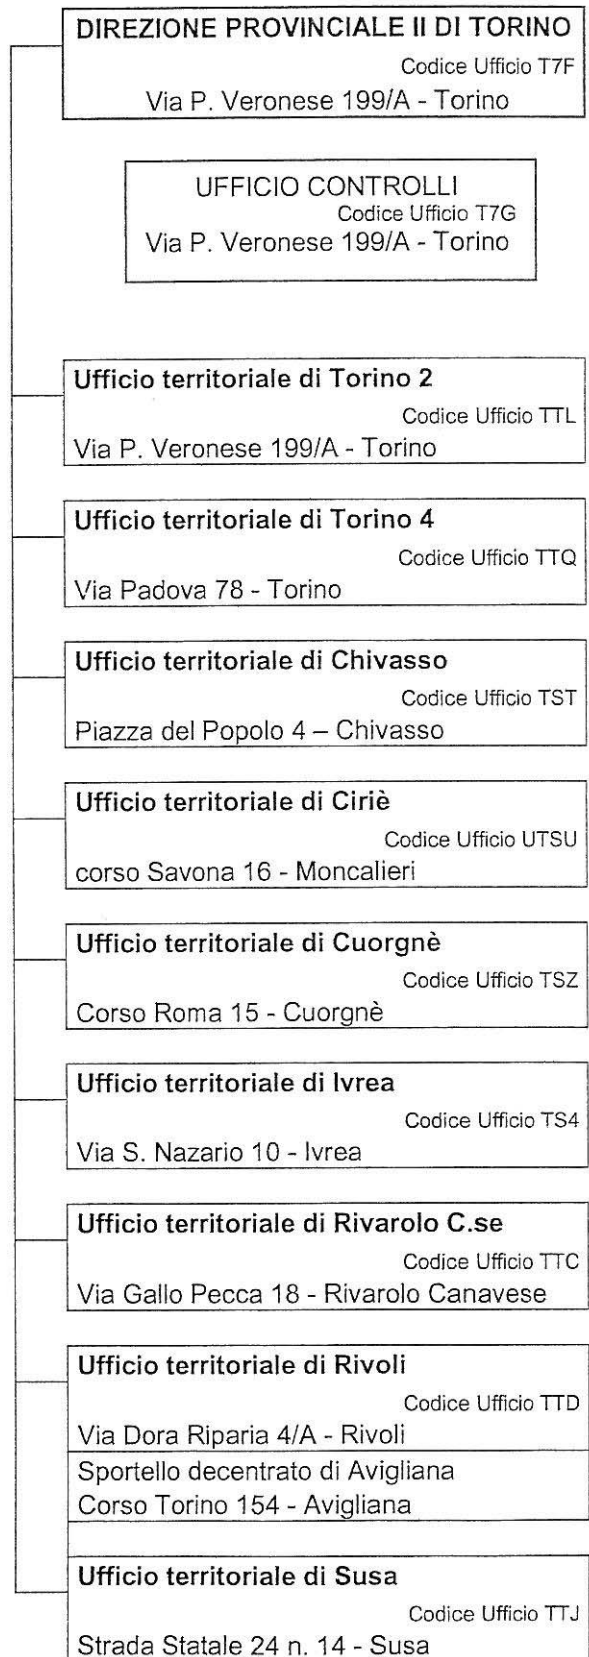 DIREZIONE PROVINCIALE II DI TORINO
Codice Ufficio T7F
Via P. Veronese 199/A - Torino
UFFICIO CONTROLLI
Codice Ufficio T7G
Via P. Veronese 199/A - Torino
Ufficio territoriale di Torino 2
Codice Ufficio TTL
Via P. Veronese 199/A - Torino
Ufficio territoriale di Torino 4
Codice Ufficio TTQ
Via Padova 78 - Torino
Ufficio territoriale di Chivasso
Codice Ufficio TST
Piazza del Popolo 4 – Chivasso
Ufficio territoriale di Ciriè
Codice Ufficio UTSU
corso Savona 16 - Moncalieri
Ufficio territoriale di Cuorgnè
Codice Ufficio TSZ
Corso Roma 15 - Cuorgnè
Ufficio territoriale di Ivrea
Codice Ufficio TS4
Via S. Nazario 10 - Ivrea
Ufficio territoriale di Rivarolo C.se
Codice Ufficio TTC
Via Gallo Pecca 18 - Rivarolo Canavese
Ufficio territoriale di Rivoli
Codice Ufficio TTD
Via Dora Riparia 4/A - Rivoli
Sportello decentrato di Avigliana
Corso Torino 154 - Avigliana
Ufficio territoriale di Susa
Codice Ufficio TTJ
Strada Statale 24 n. 14 - Susa